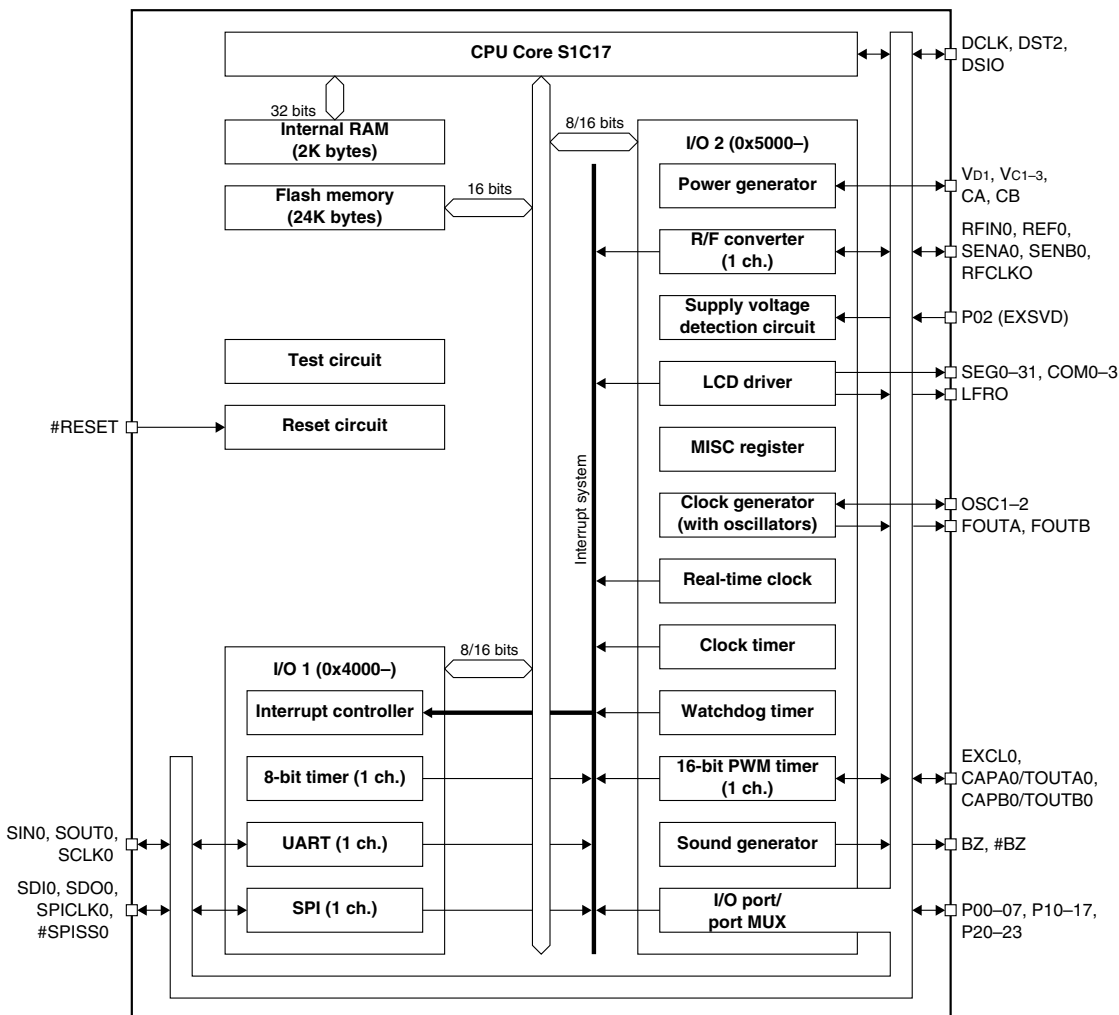 CPU Core S1C17
DCLK, DST2,
DSIO
32 bits
Internal RAM
(2K bytes)
8/16 bits
I/O 2 (0x5000–)
Flash memory
(24K bytes)
16 bits
Power generator
VD1, VC1–3,
CA, CB
R/F converter
(1 ch.)
RFIN0, REF0,
SENA0, SENB0,
RFCLKO
Supply voltage
detection circuit
P02 (EXSVD)
Test circuit
LCD driver
SEG0–31, COM0–3
LFRO
#RESET
Reset circuit
MISC register
Interrupt system
Clock generator
(with oscillators)
OSC1–2
FOUTA, FOUTB
Real-time clock
Clock timer
8/16 bits
I/O 1 (0x4000–)
Interrupt controller
Watchdog timer
8-bit timer (1 ch.)
16-bit PWM timer
(1 ch.)
EXCL0,
CAPA0/TOUTA0,
CAPB0/TOUTB0
SIN0, SOUT0,
SCLK0
UART (1 ch.)
Sound generator
BZ, #BZ
SDI0, SDO0,
SPICLK0,
#SPISS0
SPI (1 ch.)
I/O port/
port MUX
P00–07, P10–17,
P20–23